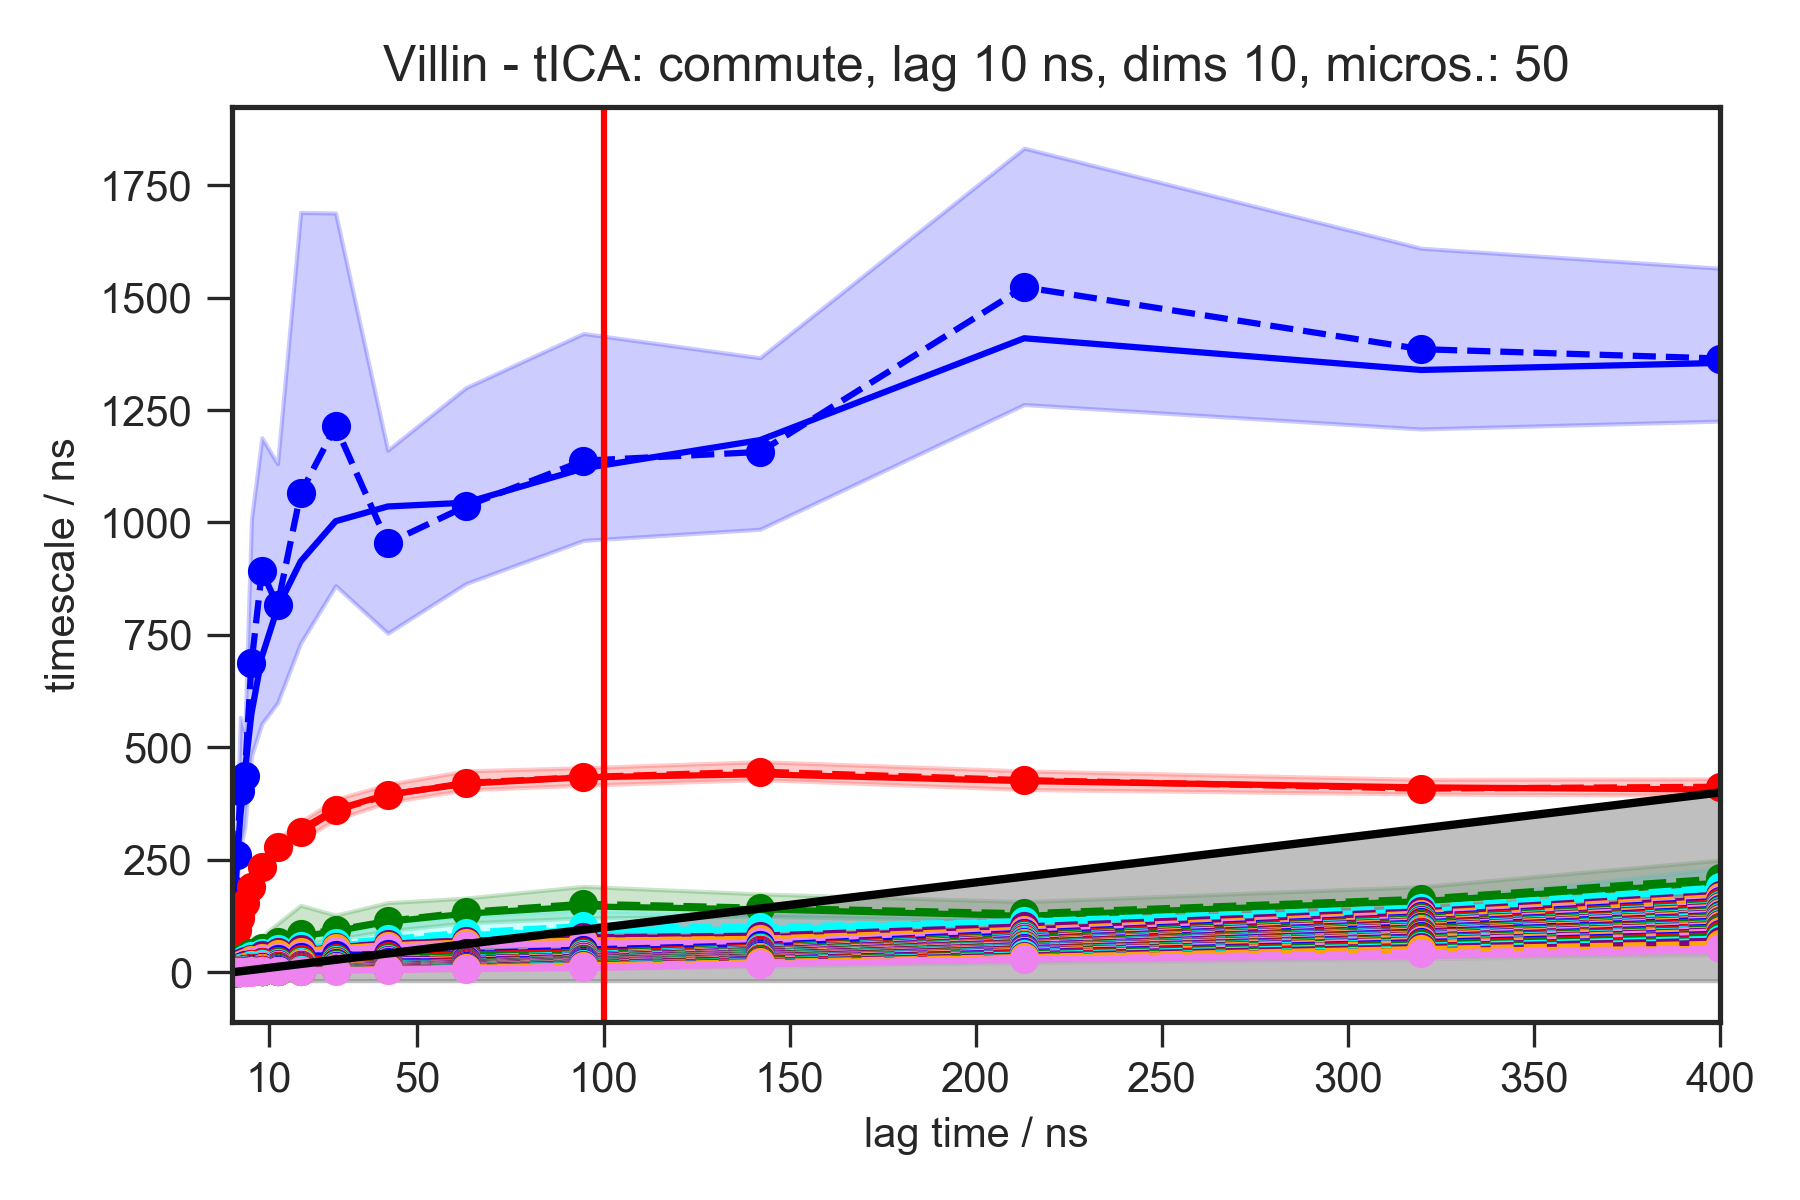 Villin - tICA: commute, lag 10 ns, dims 10, micros.: 50
1750
1500
1250
1000
750
500
250
0
timescale / ns
10 50 100 150 200 250 300 350 400
lag time / ns